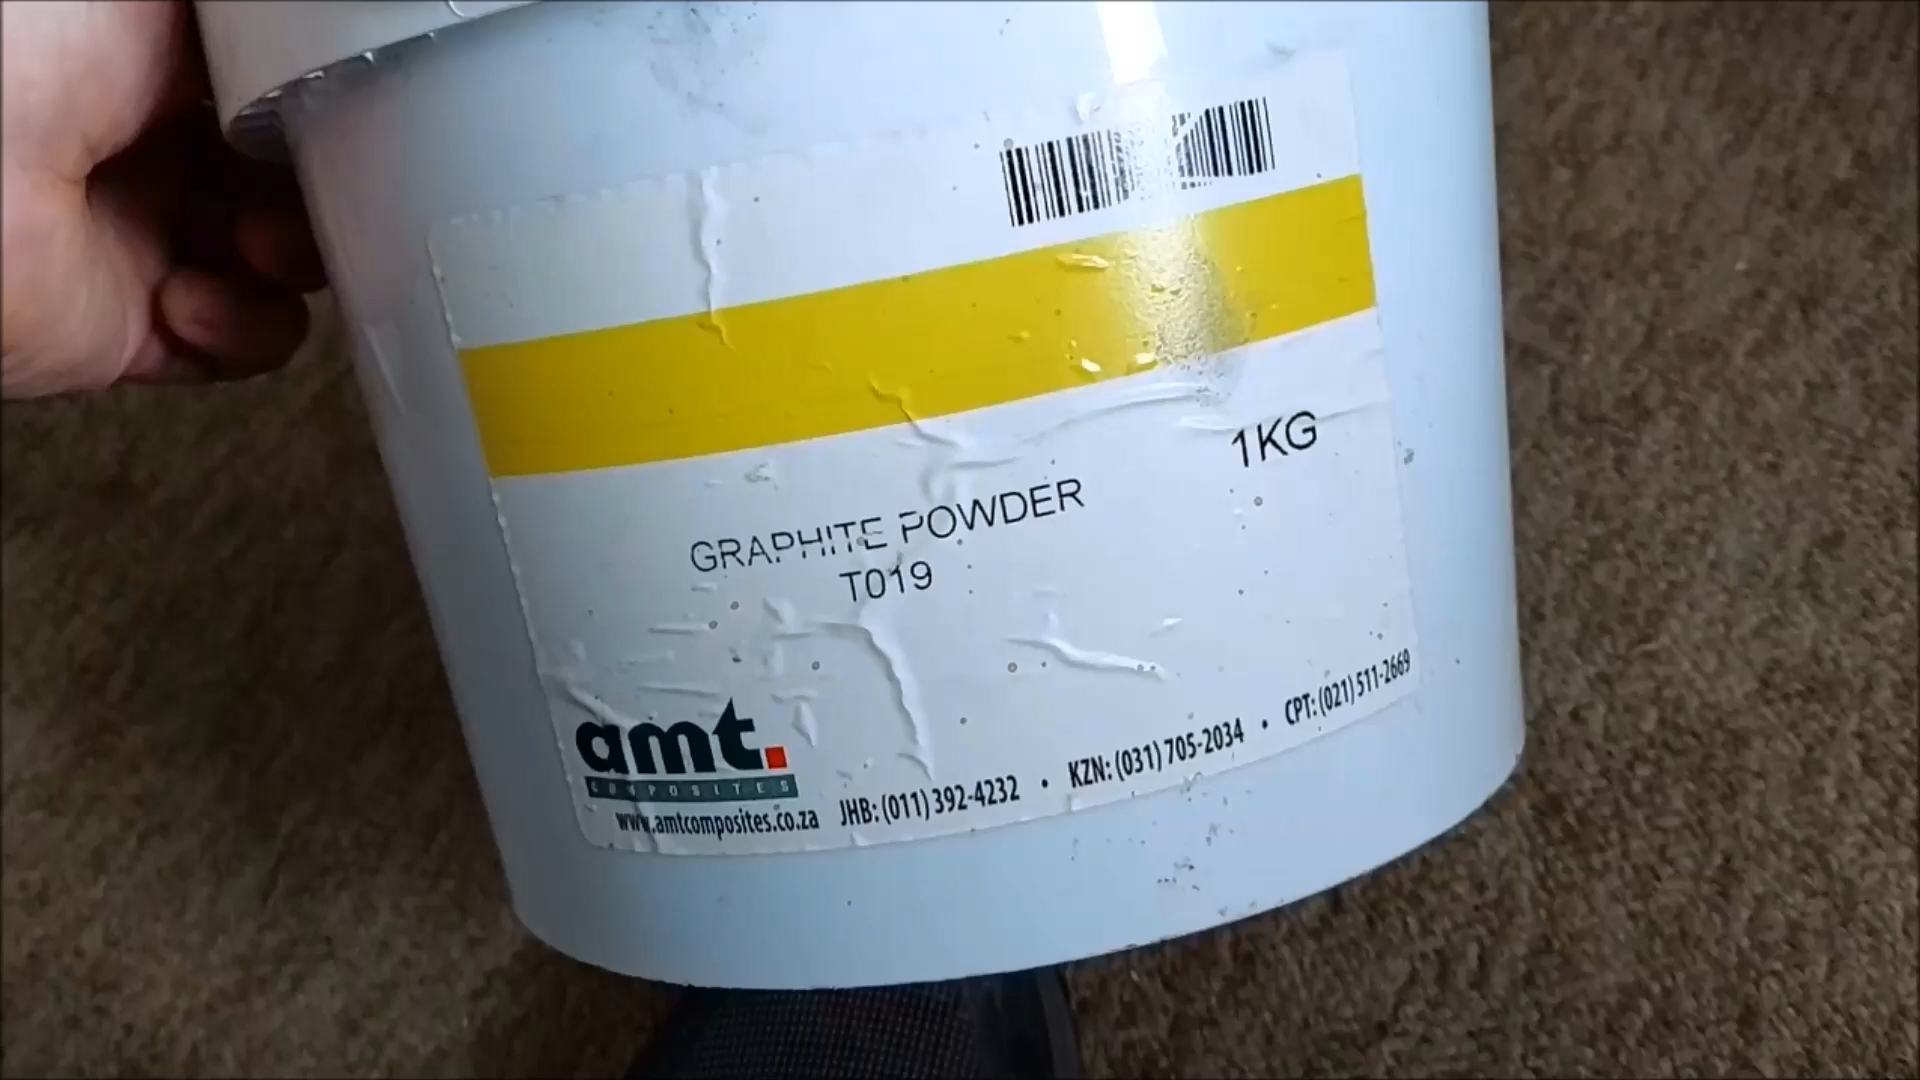 1KG
GRAPHITE POWDER
T019
amt.
COMPOSITES
www.amtcomposites.co.za
JHB: (011) 392-4232 • KZN: (031) 705-2034 • CPT: (021) 511-2669